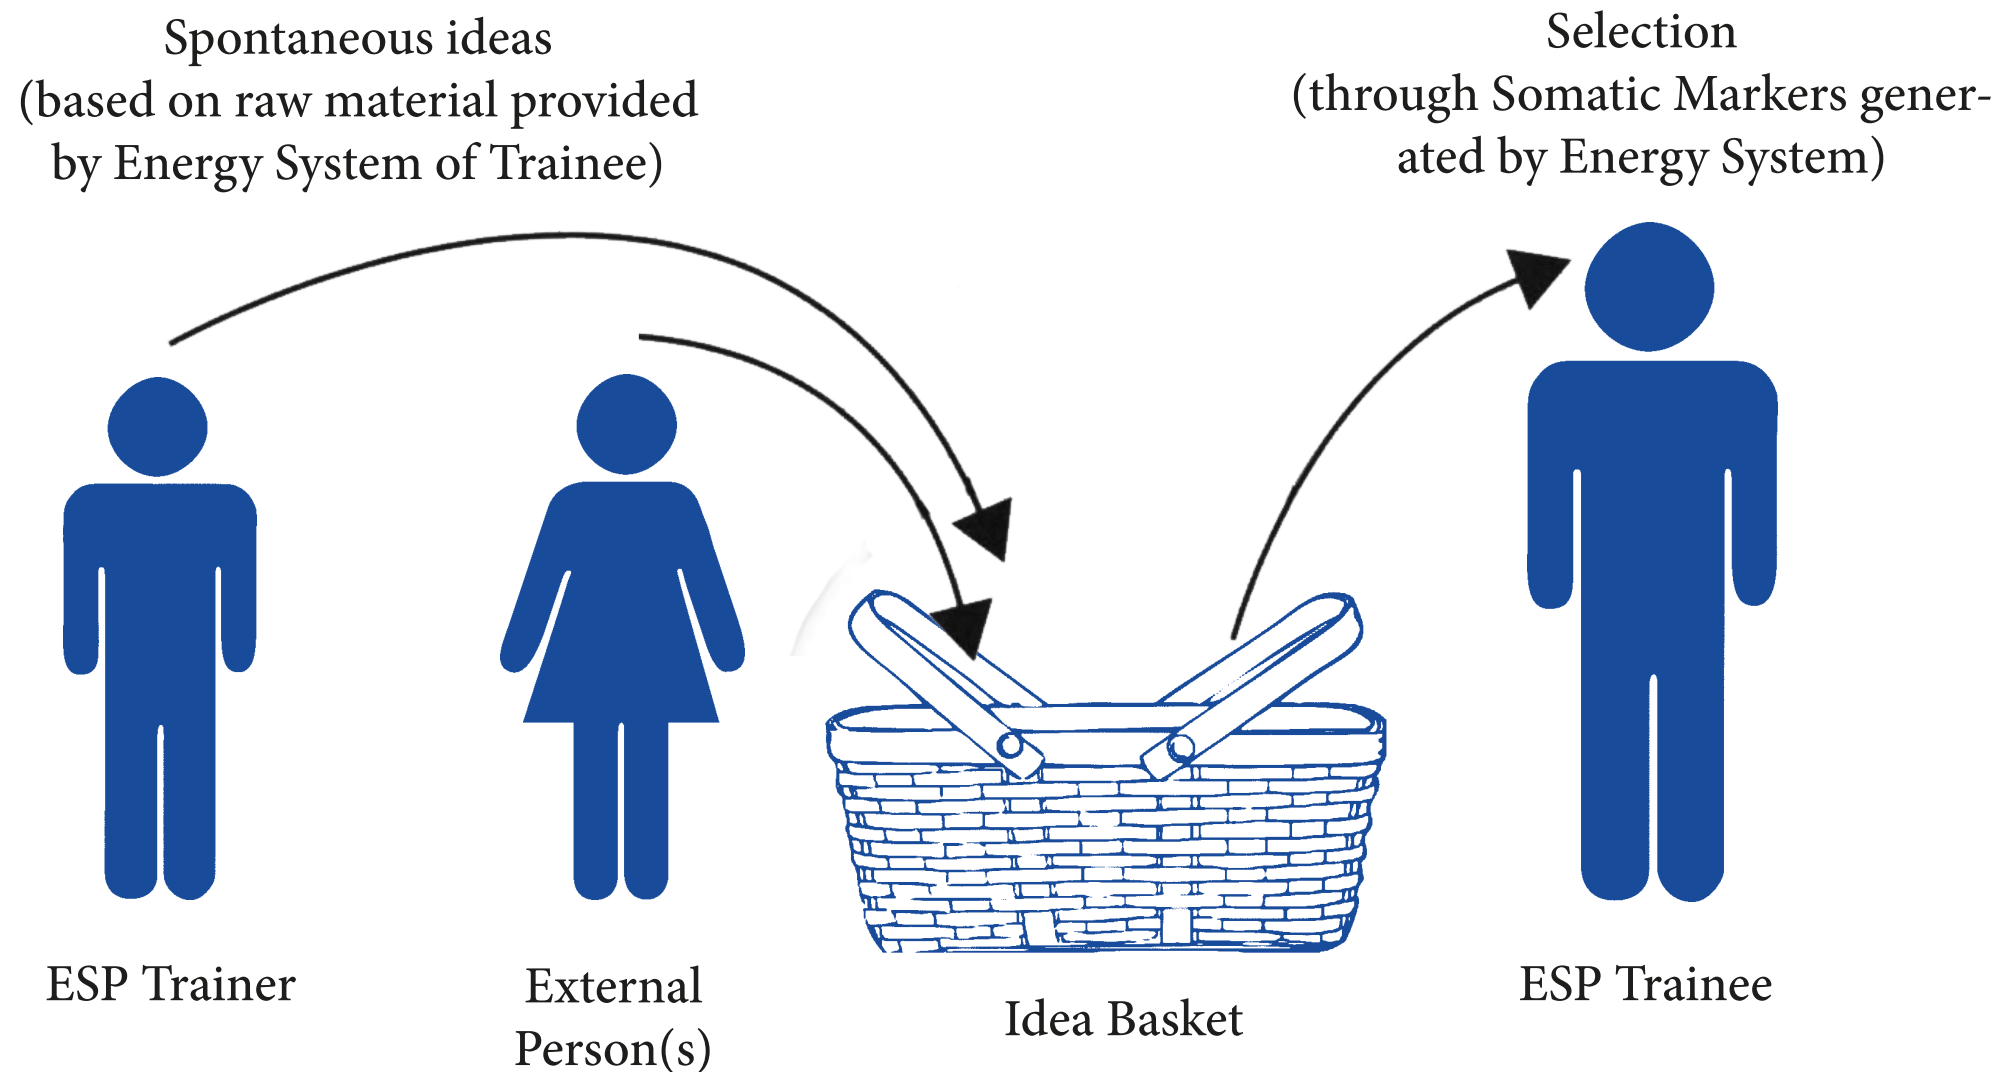 Spontaneous ideas
(based on raw material provided
by Energy System of Trainee)
Selection
(through Somatic Markers gener-
ated by Energy System)
ESP Trainer
External
Person(s)
Idea Basket
ESP Trainee